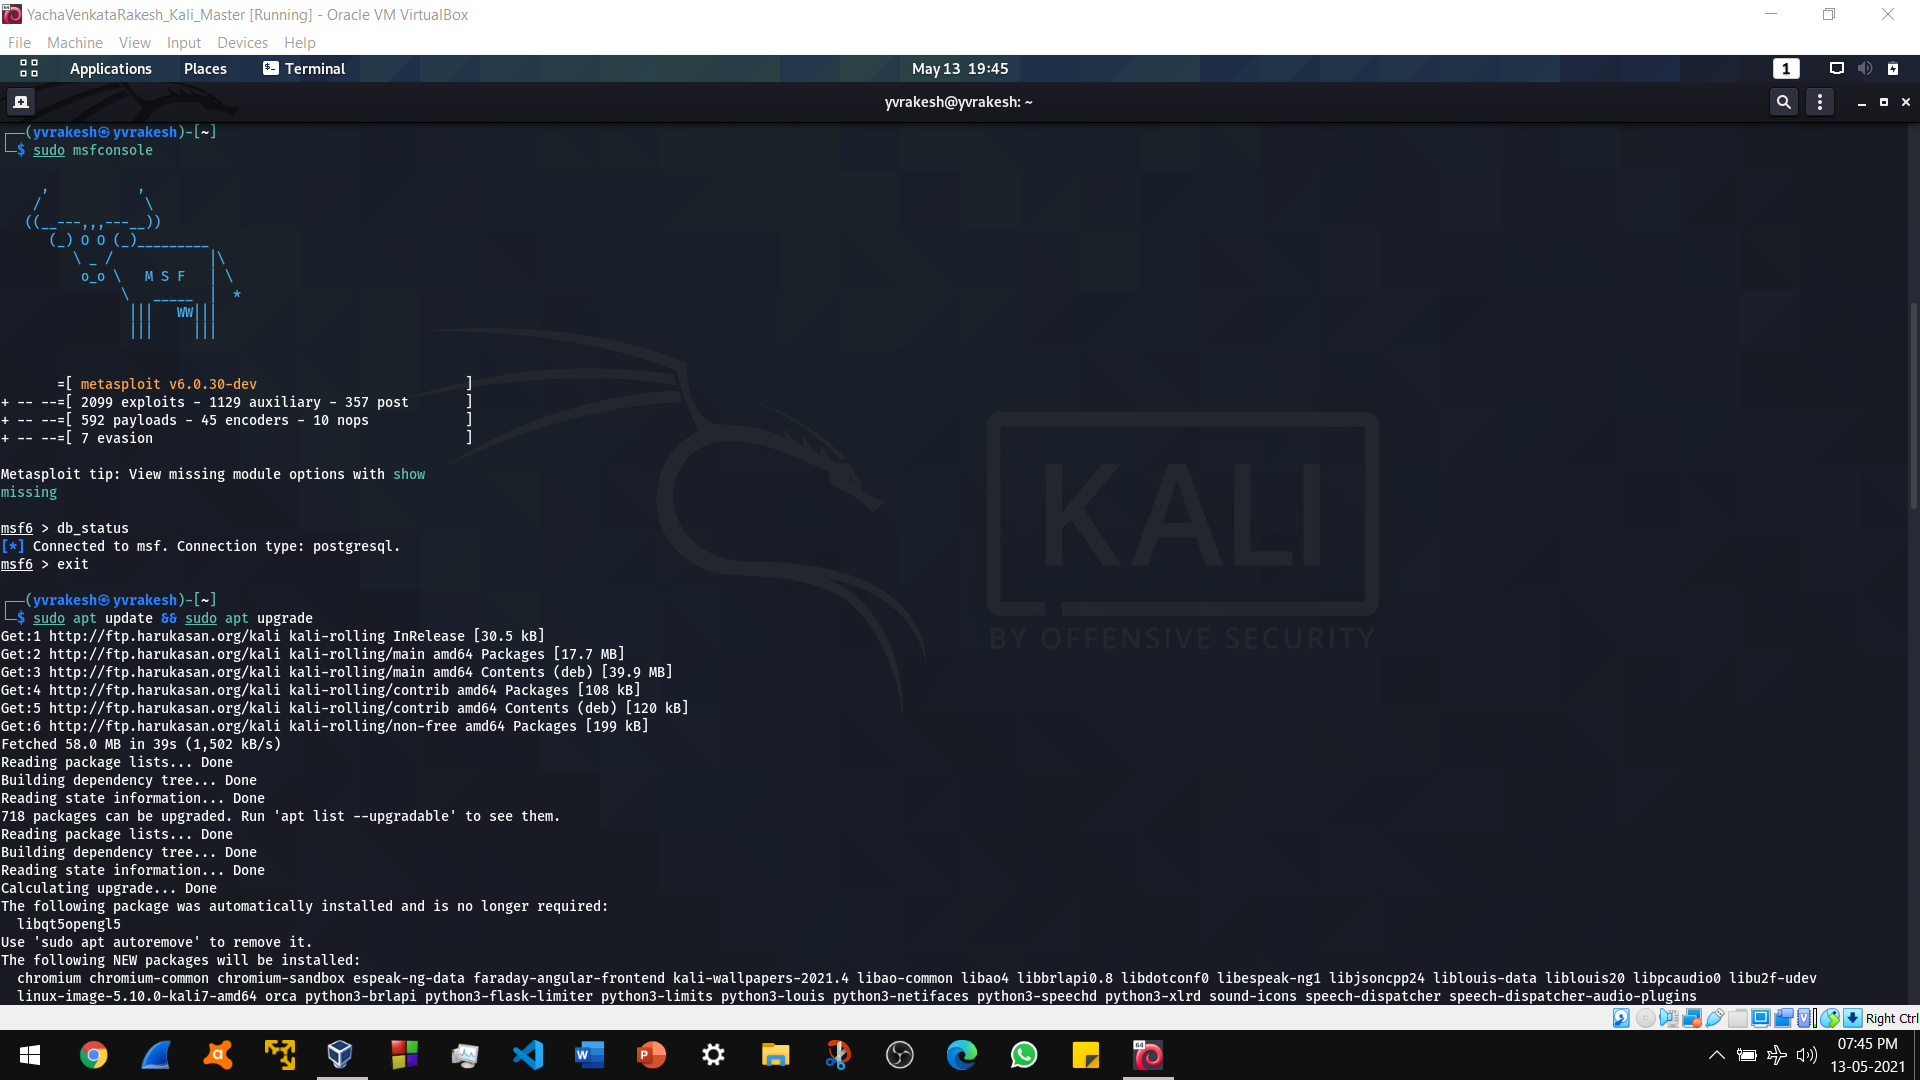 YachaVenkataRakesh_Kali_Master [Running] - Oracle VM VirtualBox
File Machine View Input Devices Help
Applications Places Terminal May 13 19:45 1
yvrakesh@yvrakesh: ~
┌──(yvrakesh㉿yvrakesh)-[~]
└─$ sudo msfconsole
     ,           ,
    /             \
   ((__---,,,---__))
      (_) O O (_)_________
         \ _ /            |\
          o_o \   M S F   | \
               \   _____  |  *
                |||   WW|||
                |||     |||
       =[ metasploit v6.0.30-dev                          ]
+ -- --=[ 2099 exploits - 1129 auxiliary - 357 post       ]
+ -- --=[ 592 payloads - 45 encoders - 10 nops            ]
+ -- --=[ 7 evasion                                       ]
Metasploit tip: View missing module options with show
missing
msf6 > db_status
[*] Connected to msf. Connection type: postgresql.
msf6 > exit
┌──(yvrakesh㉿yvrakesh)-[~]
└─$ sudo apt update && sudo apt upgrade
Get:1 http://ftp.harukasan.org/kali kali-rolling InRelease [30.5 kB]
Get:2 http://ftp.harukasan.org/kali kali-rolling/main amd64 Packages [17.7 MB]
Get:3 http://ftp.harukasan.org/kali kali-rolling/main amd64 Contents (deb) [39.9 MB]
Get:4 http://ftp.harukasan.org/kali kali-rolling/contrib amd64 Packages [108 kB]
Get:5 http://ftp.harukasan.org/kali kali-rolling/contrib amd64 Contents (deb) [120 kB]
Get:6 http://ftp.harukasan.org/kali kali-rolling/non-free amd64 Packages [199 kB]
Fetched 58.0 MB in 39s (1,502 kB/s)
Reading package lists... Done
Building dependency tree... Done
Reading state information... Done
718 packages can be upgraded. Run 'apt list --upgradable' to see them.
Reading package lists... Done
Building dependency tree... Done
Reading state information... Done
Calculating upgrade... Done
The following package was automatically installed and is no longer required:
  libqt5opengl5
Use 'sudo apt autoremove' to remove it.
The following NEW packages will be installed:
  chromium chromium-common chromium-sandbox espeak-ng-data faraday-angular-frontend kali-wallpapers-2021.4 libao-common libao4 libbrlapi0.8 libdotconf0 libespeak-ng1 libjsoncpp24 liblouis-data liblouis20 libpcaudio0 libu2f-udev
  linux-image-5.10.0-kali7-amd64 orca python3-brlapi python3-flask-limiter python3-limits python3-louis python3-netifaces python3-speechd python3-xlrd sound-icons speech-dispatcher speech-dispatcher-audio-plugins
KALI
BY OFFENSIVE SECURITY
Right Ctrl
07:45 PM
13-05-2021